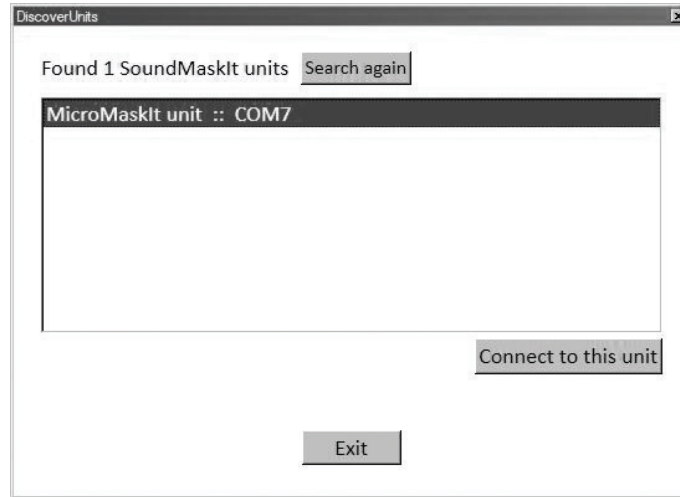 DiscoverUnits
Found 1 SoundMaskIt units Search again
MicroMaskIt unit :: COM7
Connect to this unit
Exit